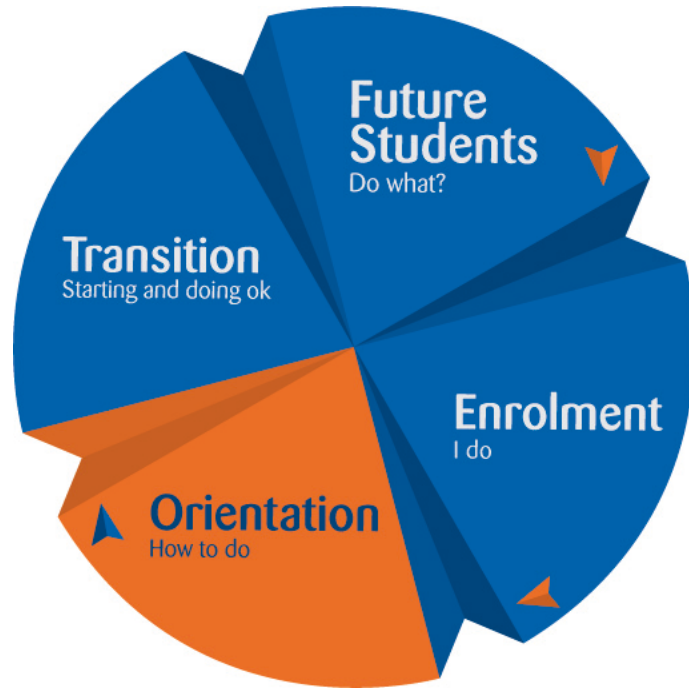 Future
Students
Do what?
Enrolment
I do
Orientation
How to do
Transition
Starting and doing ok